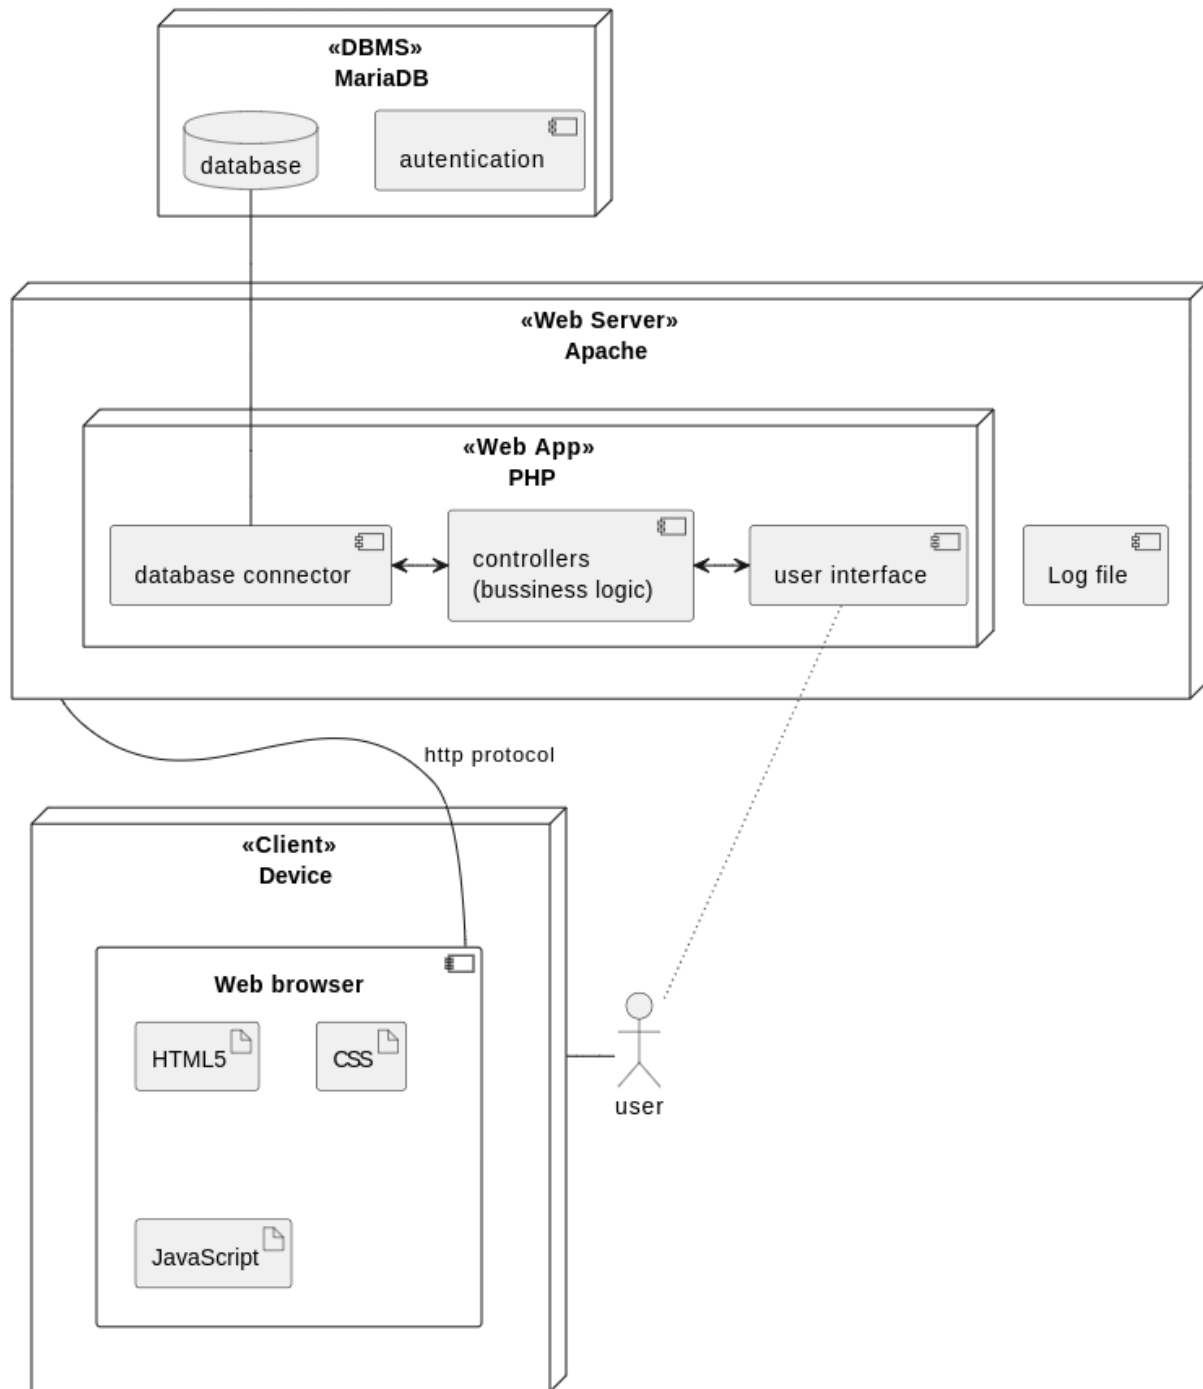 «DBMS»
MariaDB
database
autentication
«Web Server»
Apache
«Web App»
PHP
database connector
controllers
(bussiness logic)
user interface
Log file
http protocol
«Client»
Device
Web browser
HTML5
CSS
user
JavaScript